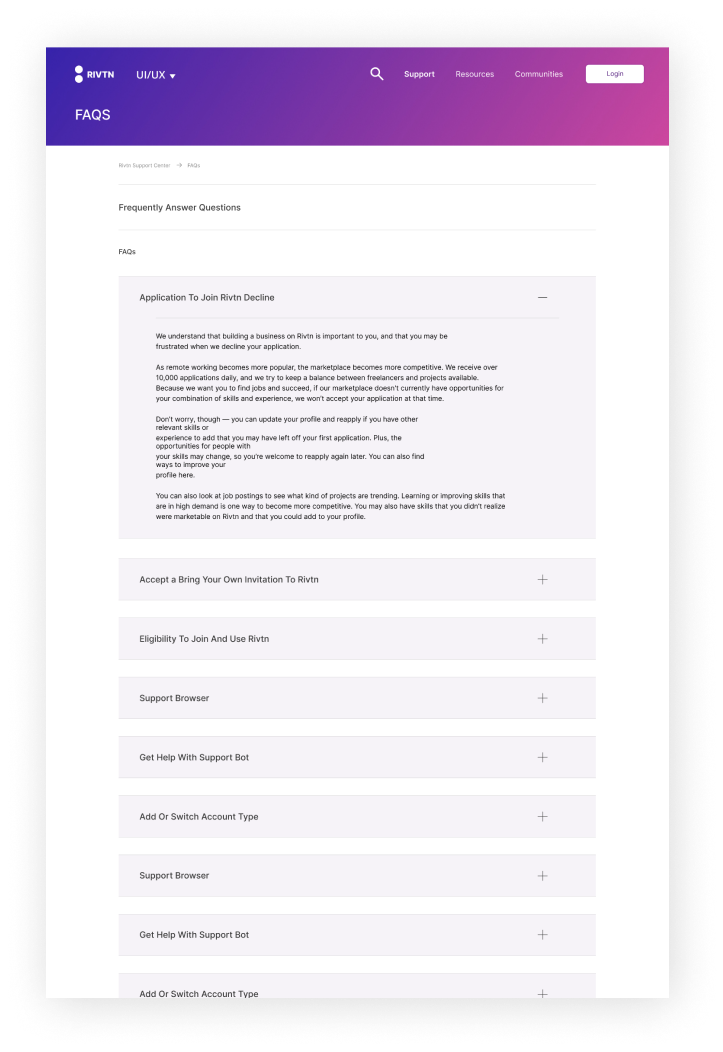 RIVTN
UI/UX
Support
Resources
Communities
Login
FAQS
Rivtn Support Center
FAQs
Frequently Answer Questions
FAQs
Application To Join Rivtn Decline
We understand that building a business on Rivtn is important to you, and that you may be
frustrated when we decline your application.
As remote working becomes more popular, the marketplace becomes more competitive. We receive over
10,000 applications daily, and we try to keep a balance between freelancers and projects available.
Because we want you to find jobs and succeed, if our marketplace doesn't currently have opportunities for
your combination of skills and experience, we won't accept your application at that time.
Don't worry, though — you can update your profile and reapply if you have other
relevant skills or
experience to add that you may have left off your first application. Plus, the
opportunities for people with
your skills may change, so you're welcome to reapply again later. You can also find
ways to improve your
profile here.
You can also look at job postings to see what kind of projects are trending. Learning or improving skills that
are in high demand is one way to become more competitive. You may also have skills that you didn't realize
were marketable on Rivtn and that you could add to your profile.
Accept a Bring Your Own Invitation To Rivtn
Eligibility To Join And Use Rivtn
Support Browser
Get Help With Support Bot
Add Or Switch Account Type
Support Browser
Get Help With Support Bot
Add Or Switch Account Type